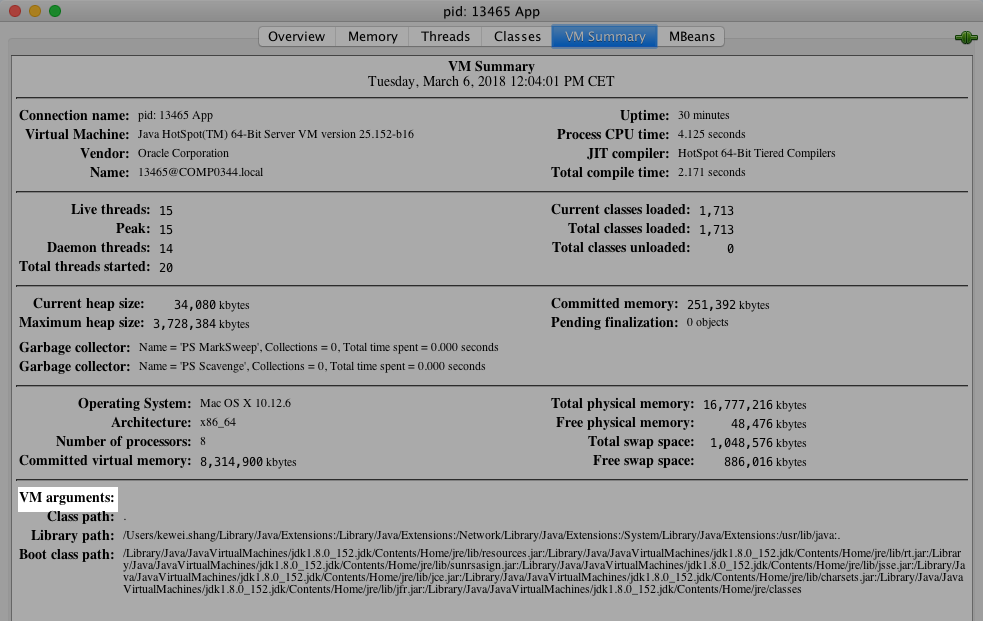 pid: 13465 App
Overview Memory Threads Classes VM Summary MBeans
VM Summary
Tuesday, March 6, 2018 12:04:01 PM CET
Connection name: pid: 13465 App
Uptime: 30 minutes
Virtual Machine: Java HotSpot(TM) 64-Bit Server VM version 25.152-b16
Process CPU time: 4.125 seconds
Vendor: Oracle Corporation
JIT compiler: HotSpot 64-Bit Tiered Compilers
Name: 13465@COMP0344.local
Total compile time: 2.171 seconds
Live threads: 15
Current classes loaded: 1,713
Peak: 15
Total classes loaded: 1,713
Daemon threads: 14
Total classes unloaded: 0
Total threads started: 20
Current heap size: 34,080 kbytes
Committed memory: 251,392 kbytes
Maximum heap size: 3,728,384 kbytes
Pending finalization: 0 objects
Garbage collector: Name = 'PS MarkSweep', Collections = 0, Total time spent = 0.000 seconds
Garbage collector: Name = 'PS Scavenge', Collections = 0, Total time spent = 0.000 seconds
Operating System: Mac OS X 10.12.6
Total physical memory: 16,777,216 kbytes
Architecture: x86_64
Free physical memory: 48,476 kbytes
Number of processors: 8
Total swap space: 1,048,576 kbytes
Committed virtual memory: 8,314,900 kbytes
Free swap space: 886,016 kbytes
VM arguments:
Class path: .
Library path: /Users/kewei.shang/Library/Java/Extensions:/Library/Java/Extensions:/Network/Library/Java/Extensions:/System/Library/Java/Extensions:/usr/lib/java:.
Boot class path: /Library/Java/JavaVirtualMachines/jdk1.8.0_152.jdk/Contents/Home/jre/lib/resources.jar:/Library/Java/JavaVirtualMachines/jdk1.8.0_152.jdk/Contents/Home/jre/lib/rt.jar:/Librar
y/Java/JavaVirtualMachines/jdk1.8.0_152.jdk/Contents/Home/jre/lib/sunrsasign.jar:/Library/Java/JavaVirtualMachines/jdk1.8.0_152.jdk/Contents/Home/jre/lib/jsse.jar:/Library/Jav
a/JavaVirtualMachines/jdk1.8.0_152.jdk/Contents/Home/jre/lib/jce.jar:/Library/Java/JavaVirtualMachines/jdk1.8.0_152.jdk/Contents/Home/jre/lib/charsets.jar:/Library/Java/Java
VirtualMachines/jdk1.8.0_152.jdk/Contents/Home/jre/lib/jfr.jar:/Library/Java/JavaVirtualMachines/jdk1.8.0_152.jdk/Contents/Home/jre/classes